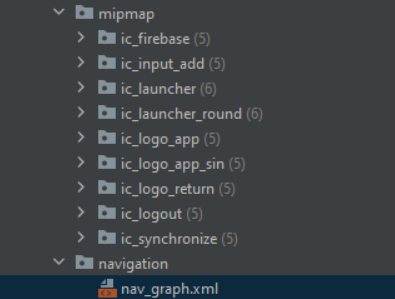 mipmap
ic_firebase (5)
ic_input_add (5)
ic_launcher (6)
ic_launcher_round (6)
ic_logo_app (5)
ic_logo_app_sin (5)
ic_logo_return (5)
ic_logout (5)
ic_synchronize (5)
navigation
nav_graph.xml